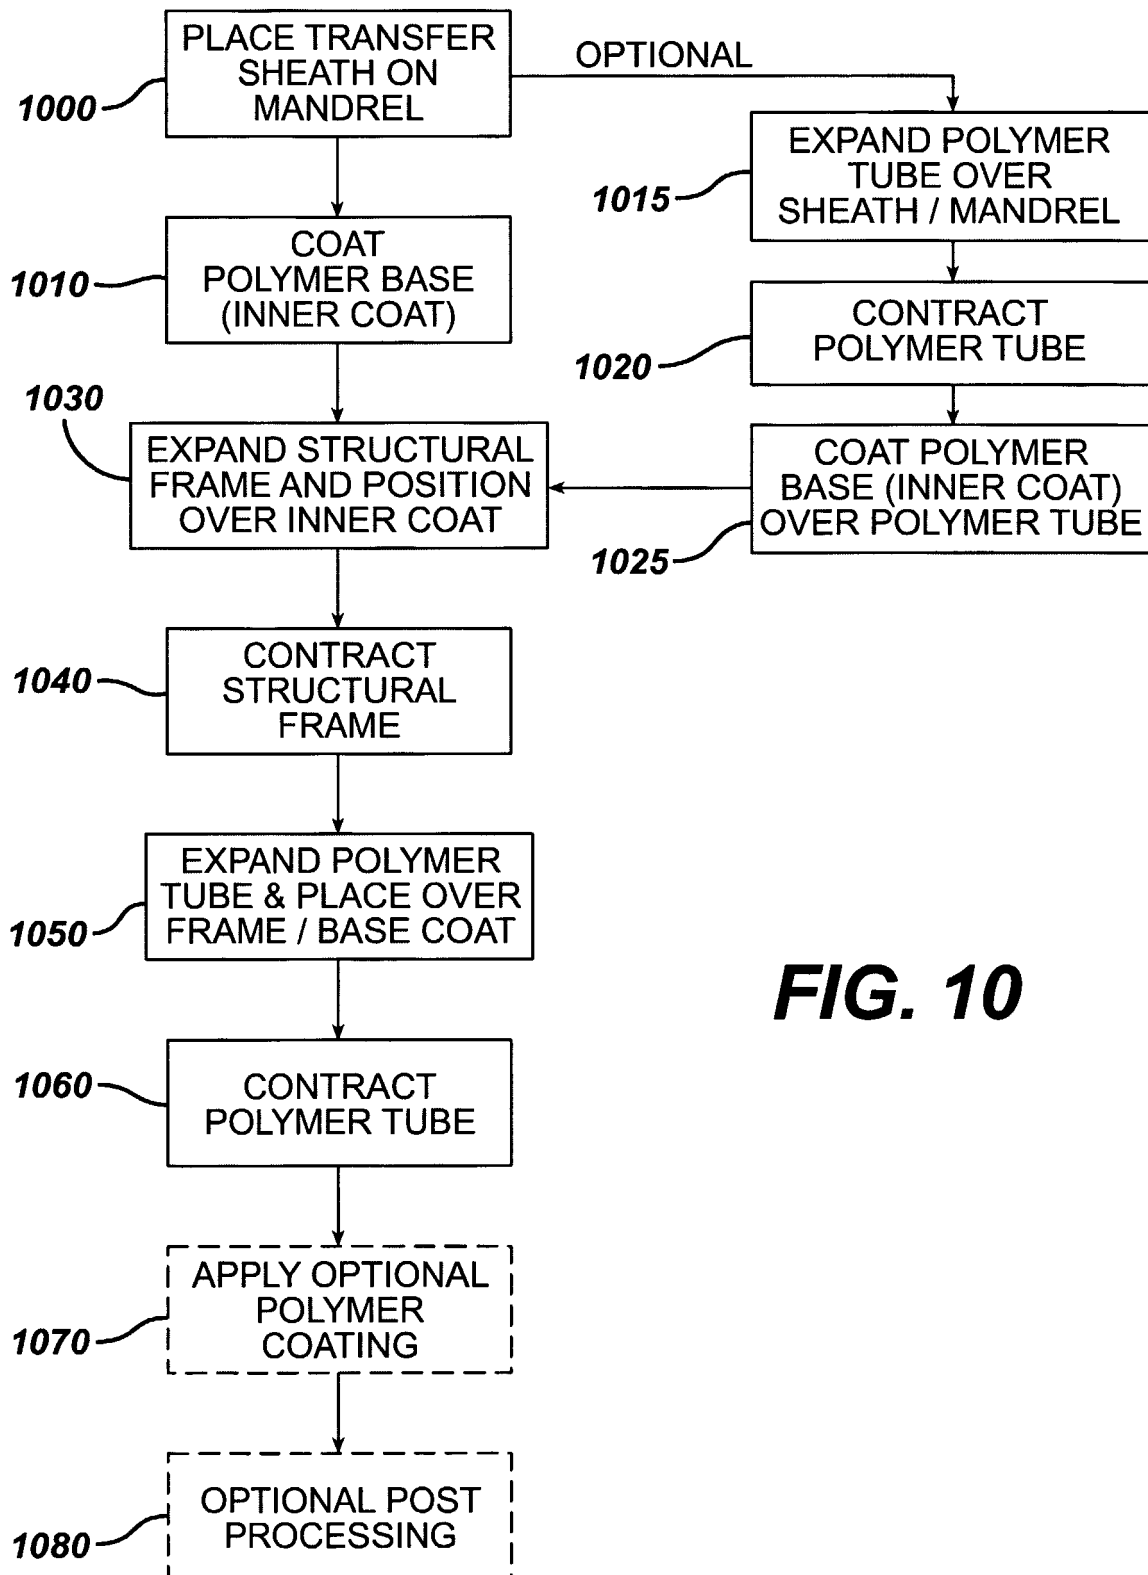 PLACE TRANSFER
SHEATH ON
MANDREL
1000
OPTIONAL
EXPAND POLYMER
TUBE OVER
SHEATH / MANDREL
1015
COAT
POLYMER BASE
(INNER COAT)
1010
CONTRACT
POLYMER TUBE
1020
1030
EXPAND STRUCTURAL
FRAME AND POSITION
OVER INNER COAT
COAT POLYMER
BASE (INNER COAT)
OVER POLYMER TUBE
1025
CONTRACT
STRUCTURAL
FRAME
1040
EXPAND POLYMER
TUBE & PLACE OVER
FRAME / BASE COAT
1050
FIG. 10
CONTRACT
POLYMER TUBE
1060
APPLY OPTIONAL
POLYMER
COATING
1070
OPTIONAL POST
PROCESSING
1080